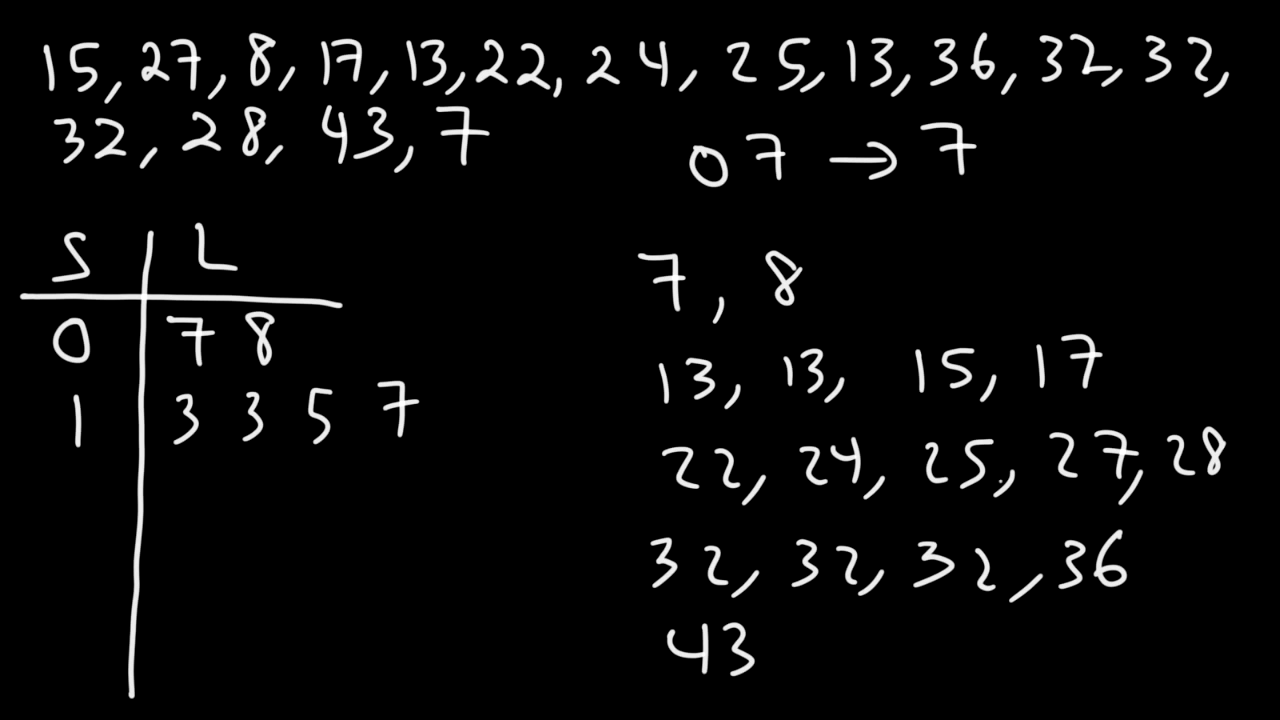 15, 27, 8, 17, 13, 22, 24, 25, 13, 36, 32, 32,
32, 28, 43, 7
07 → 7
S L
0 7 8
1 3 3 5 7
7, 8
13, 13, 15, 17
22, 24, 25, 27, 28
32, 32, 32, 36
43